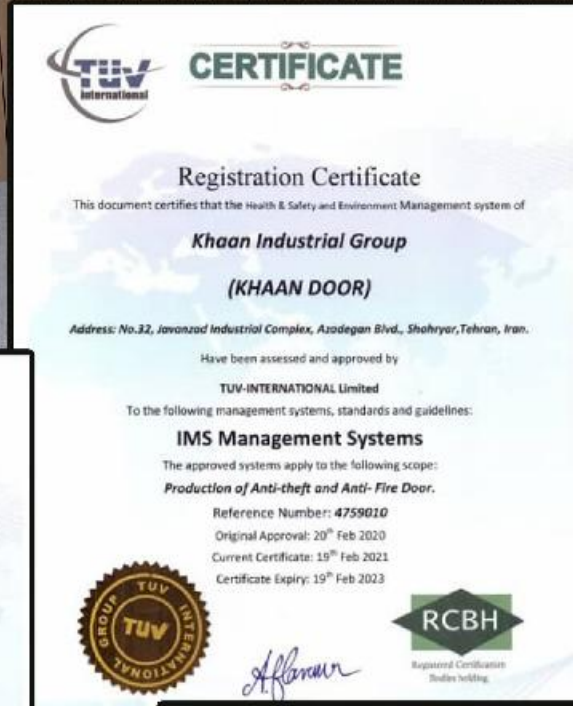 TÜV
international
CERTIFICATE
Registration Certificate
This document certifies that the Health & Safety and Environment Management system of
Khaan Industrial Group
(KHAAN DOOR)
Address: No.32, Javanzad Industrial Complex, Azadegan Blvd., Shahryar,Tehran, Iran.
Have been assessed and approved by
TUV-INTERNATIONAL Limited
To the following management systems, standards and guidelines:
IMS Management Systems
The approved systems apply to the following scope:
Production of Anti-theft and Anti- Fire Door.
Reference Number: 4759010
Original Approval: 20th Feb 2020
Current Certificate: 19th Feb 2021
Certificate Expiry: 19th Feb 2023
TUV INTERNATIONAL GROUP
TUV
RCBH
Registered Certification
Bodies holding